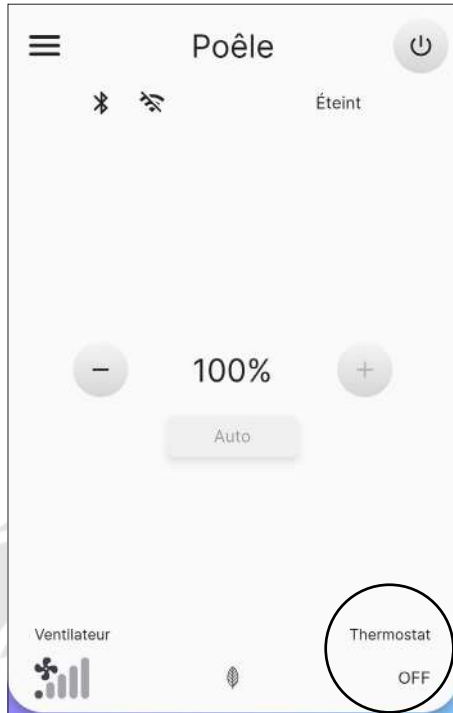 Poêle
Éteint
− 100% +
Auto
Ventilateur Thermostat
OFF